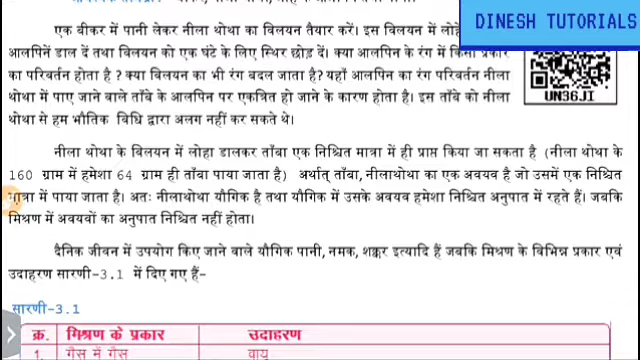 DINESH TUTORIALS
एक बीकर में पानी लेकर नीला थोथा का विलयन तैयार करें। इस विलयन में लोहे
आलपिनें डाल दें तथा विलयन को एक घंटे के लिए स्थिर छोड़ दें। क्या आलपिन के रंग में किसी प्रकार
का परिवर्तन होता है? क्या विलयन का भी रंग बदल जाता है? यहाँ आलपिन का रंग परिवर्तन नीला
थोथा में पाए जाने वाले ताँबे के आलपिन पर एकत्रित हो जाने के कारण होता है। इस ताँबे को नीला
थोथा से हम भौतिक विधि द्वारा अलग नहीं कर सकते थे।
UN36JI
नीला थोथा के विलयन में लोहा डालकर ताँबा एक निश्चित मात्रा में ही प्राप्त किया जा सकता है (नीला थोथा के
160 ग्राम में हमेशा 64 ग्राम ही ताँबा पाया जाता है) अर्थात् ताँबा, नीलाथोथा का एक अवयव है जो उसमें एक निश्चित
मात्रा में पाया जाता है। अतः नीलाथोथा यौगिक है तथा यौगिक में उसके अवयव हमेशा निश्चित अनुपात में रहते हैं। जबकि
मिश्रण में अवयवों का अनुपात निश्चित नहीं होता।
दैनिक जीवन में उपयोग किए जाने वाले यौगिक पानी, नमक, शक्कर इत्यादि हैं जबकि मिश्रण के विभिन्न प्रकार एवं
उदाहरण सारणी-3.1 में दिए गए हैं-
सारणी-3.1
क्र. मिश्रण के प्रकार उदाहरण
1. गैस में गैस वायु